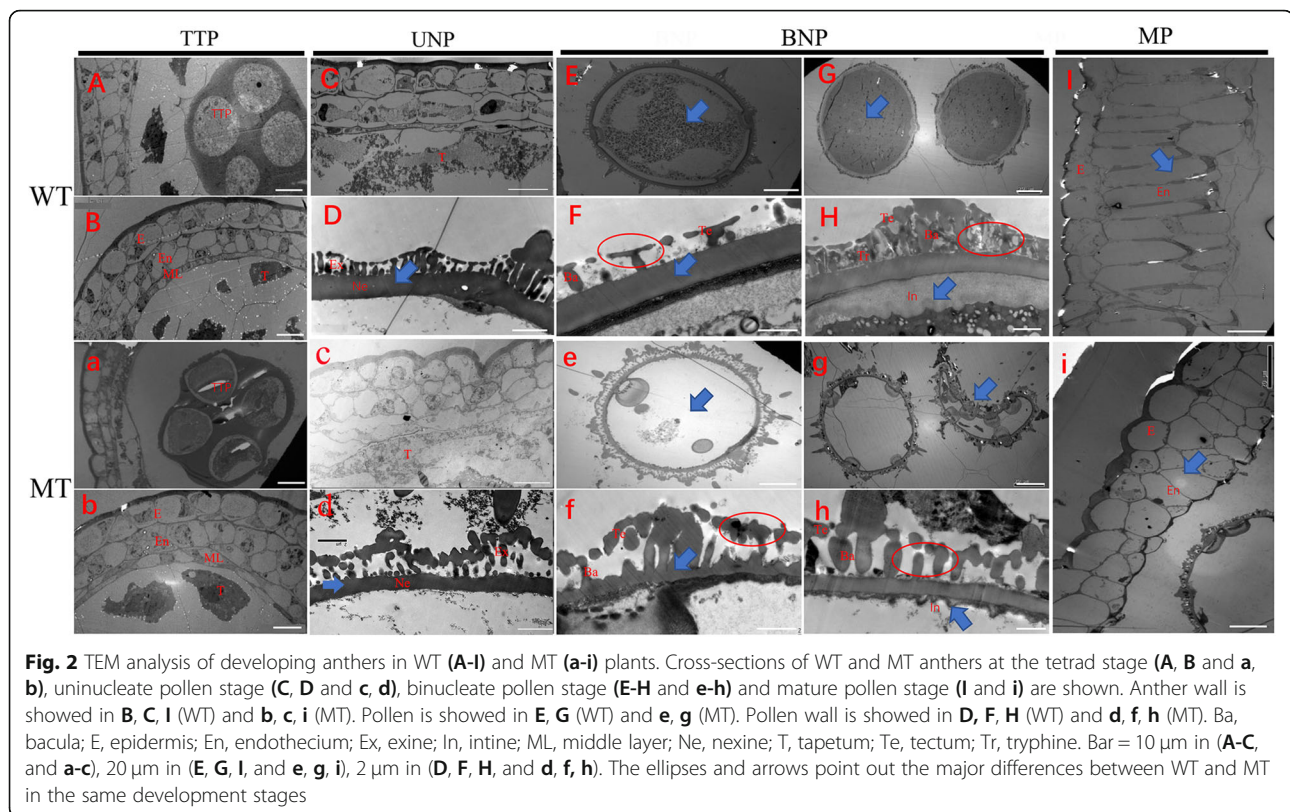 TTP UNP BNP MP
WT
MT
A
TTP
C
T
E
G
I
E
En
B
E
En
ML
T
D
Ex
Ne
F
Te
Ba
H
Te
Ba
Tr
In
a
TTP
c
T
e
g
i
E
En
b
E
En
ML
T
d
Ex
Ne
f
Te
Ba
h
Te
Ba
In
Fig. 2 TEM analysis of developing anthers in WT (A-I) and MT (a-i) plants. Cross-sections of WT and MT anthers at the tetrad stage (A, B and a,
b), uninucleate pollen stage (C, D and c, d), binucleate pollen stage (E-H and e-h) and mature pollen stage (I and i) are shown. Anther wall is
showed in B, C, I (WT) and b, c, i (MT). Pollen is showed in E, G (WT) and e, g (MT). Pollen wall is showed in D, F, H (WT) and d, f, h (MT). Ba,
bacula; E, epidermis; En, endothecium; Ex, exine; In, intine; ML, middle layer; Ne, nexine; T, tapetum; Te, tectum; Tr, tryphine. Bar = 10 μm in (A-C,
and a-c), 20 μm in (E, G, I, and e, g, i), 2 μm in (D, F, H, and d, f, h). The ellipses and arrows point out the major differences between WT and MT
in the same development stages